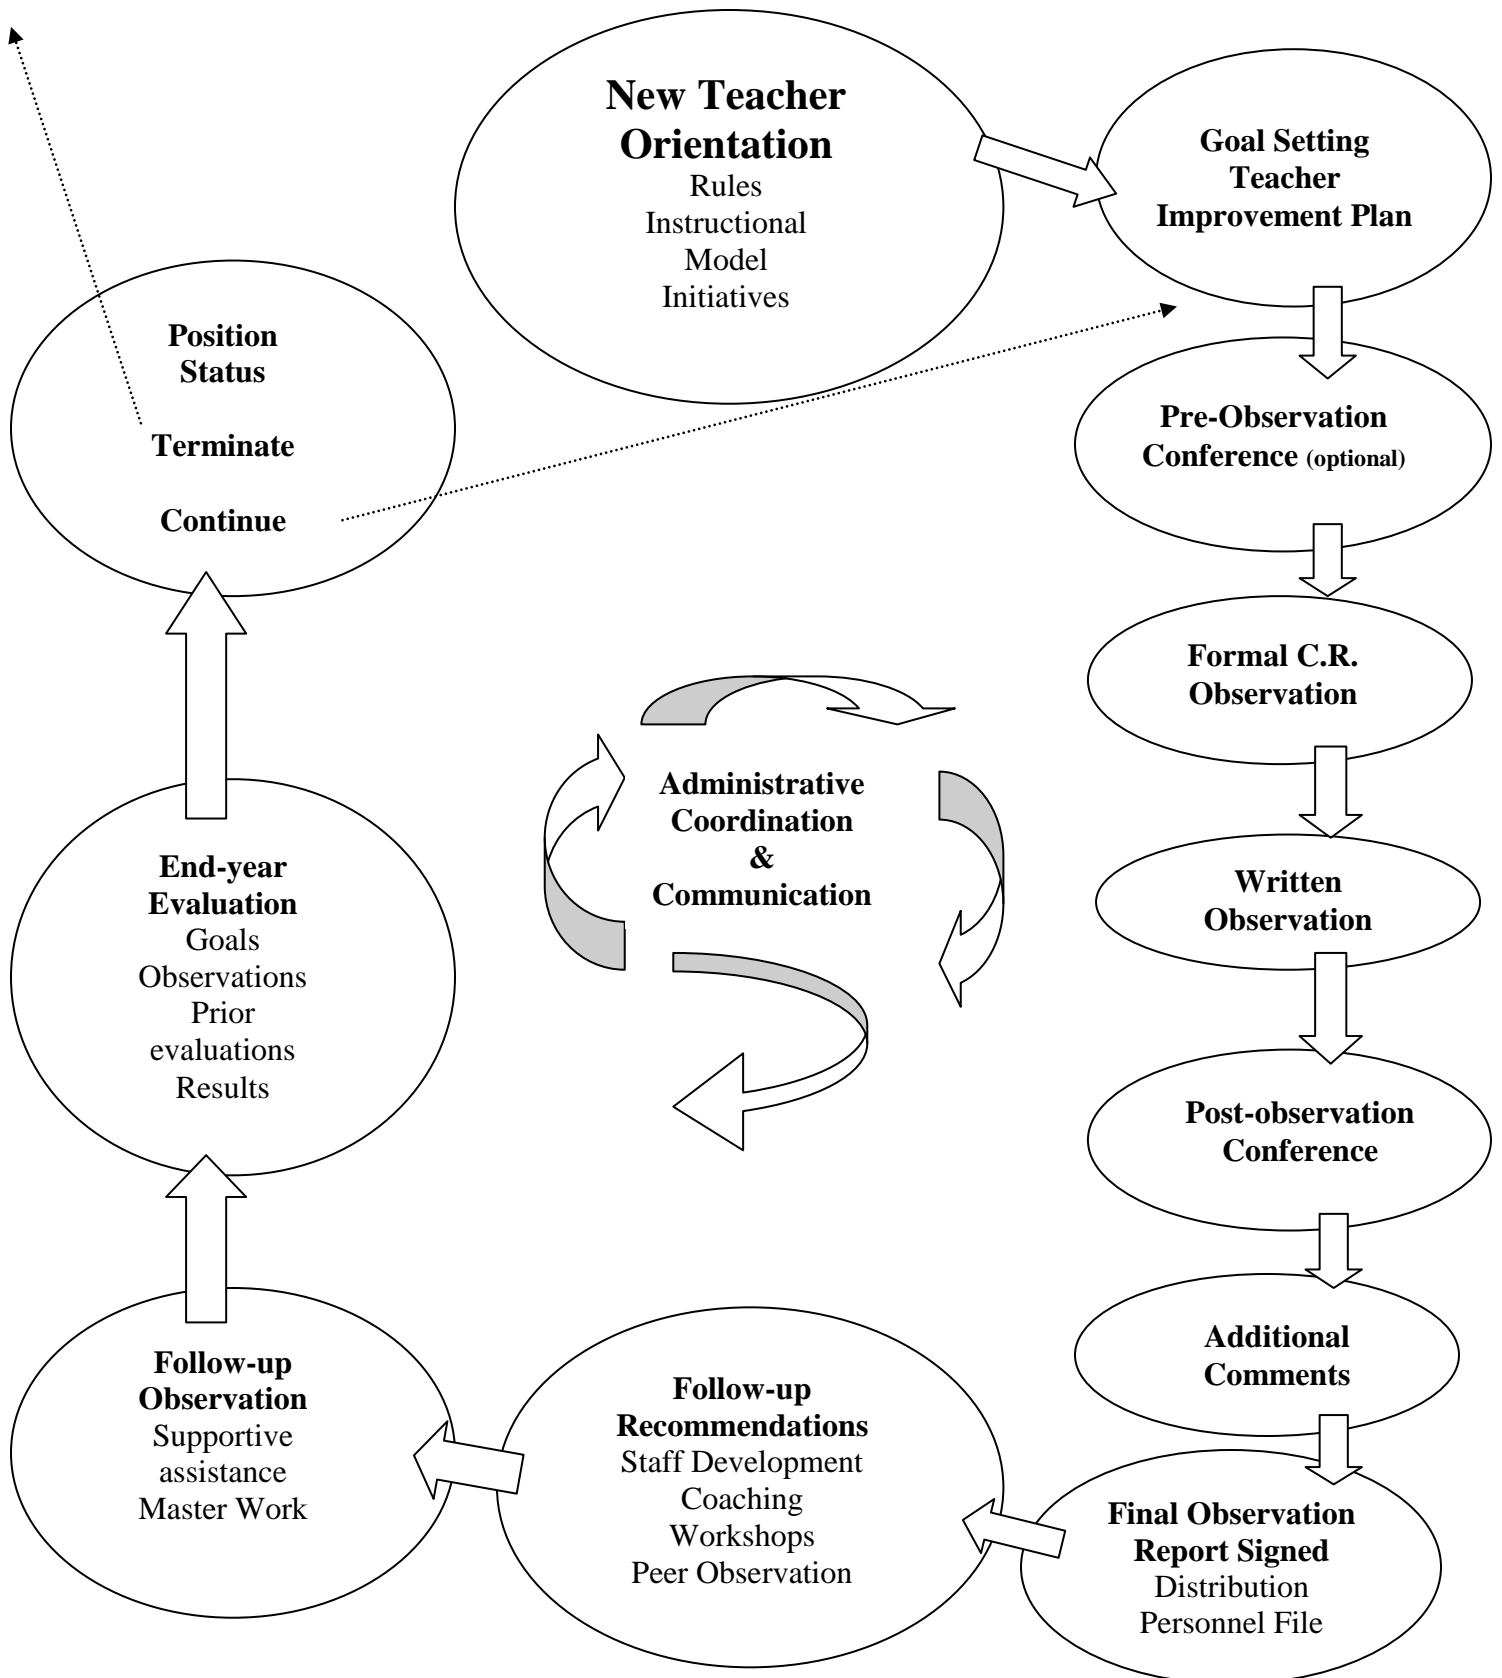 New Teacher
Orientation
Rules
Instructional
Model
Initiatives
Goal Setting
Teacher
Improvement Plan
Pre-Observation
Conference (optional)
Formal C.R.
Observation
Written
Observation
Post-observation
Conference
Additional
Comments
Final Observation
Report Signed
Distribution
Personnel File
Follow-up
Recommendations
Staff Development
Coaching
Workshops
Peer Observation
Follow-up
Observation
Supportive
assistance
Master Work
End-year
Evaluation
Goals
Observations
Prior
evaluations
Results
Position
Status
Terminate
Continue
Administrative
Coordination
&
Communication